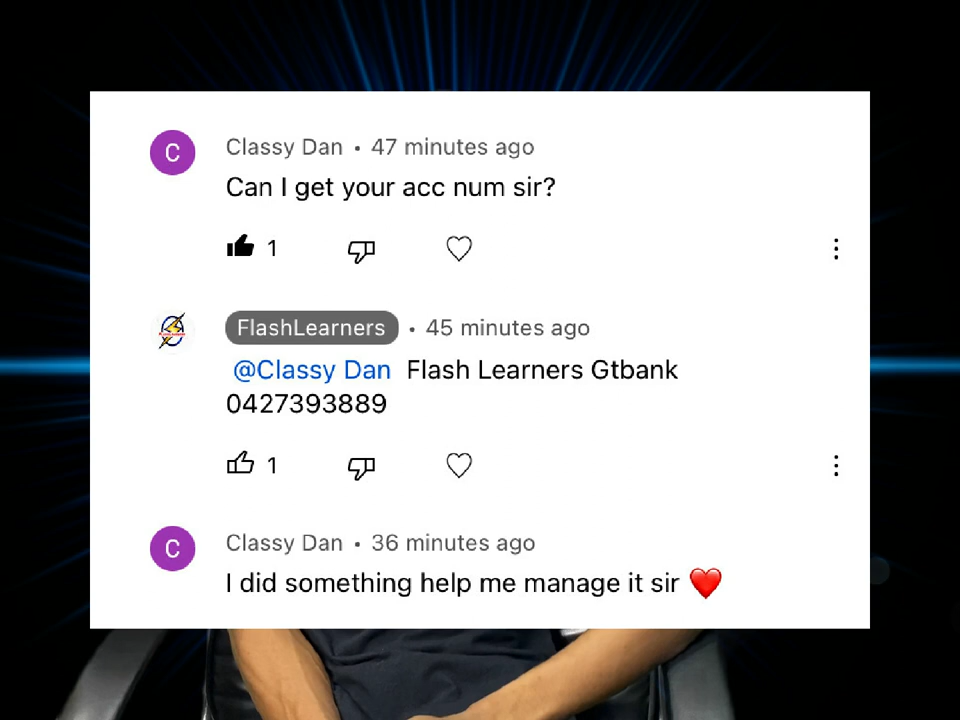 C
Classy Dan • 47 minutes ago
Can I get your acc num sir?
1
FlashLearners • 45 minutes ago
@Classy Dan Flash Learners Gtbank
0427393889
1
C
Classy Dan • 36 minutes ago
I did something help me manage it sir ❤️